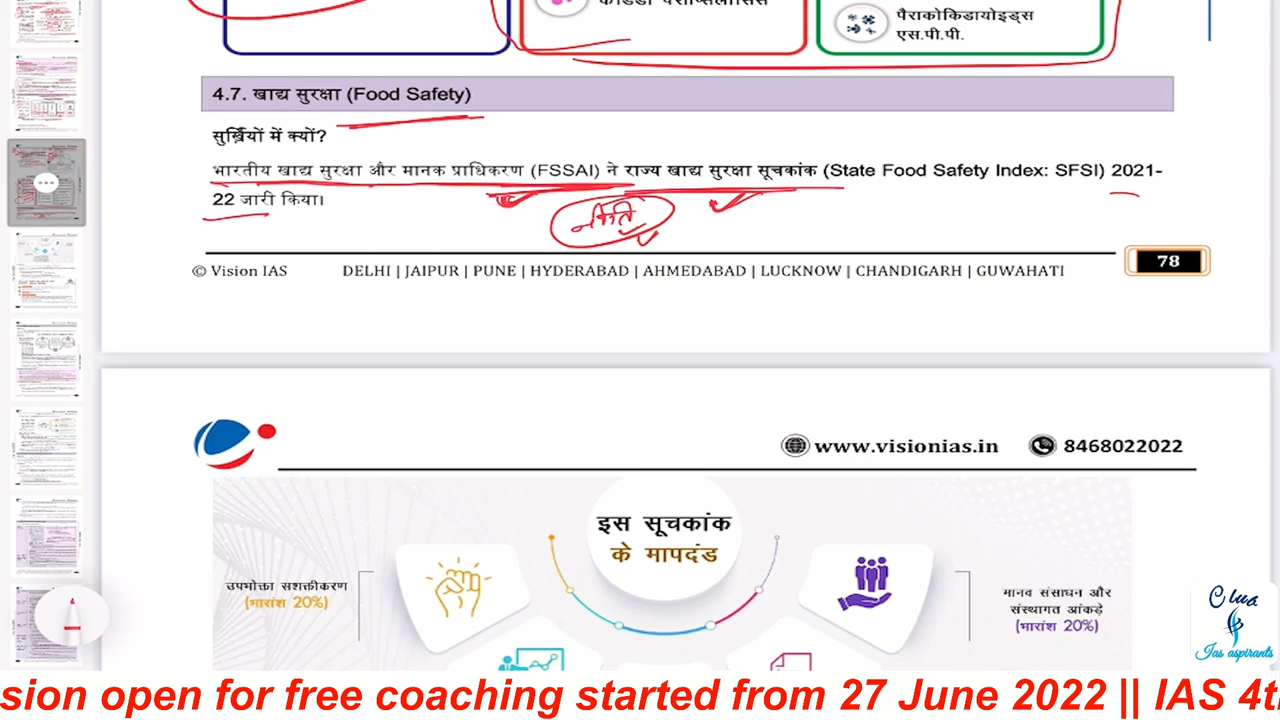 पैराकोकिडायोइड्स
एस.पी.पी.
4.7. खाद्य सुरक्षा (Food Safety)
सुर्ख़ियों में क्यों?
भारतीय खाद्य सुरक्षा और मानक प्राधिकरण (FSSAI) ने राज्य खाद्य सुरक्षा सूचकांक (State Food Safety Index: SFSI) 2021-
22 जारी किया।
© Vision IAS
DELHI | JAIPUR | PUNE | HYDERABAD | AHMEDABAD | LUCKNOW | CHANDIGARH | GUWAHATI
78
www.visionias.in
8468022022
इस सूचकांक
के मापदंड
उपभोक्ता सशक्तीकरण
(भारांश 20%)
मानव संसाधन और
संस्थागत आंकड़े
(भारांश 20%)
Ias aspirants
sion open for free coaching started from 27 June 2022 || IAS 4t